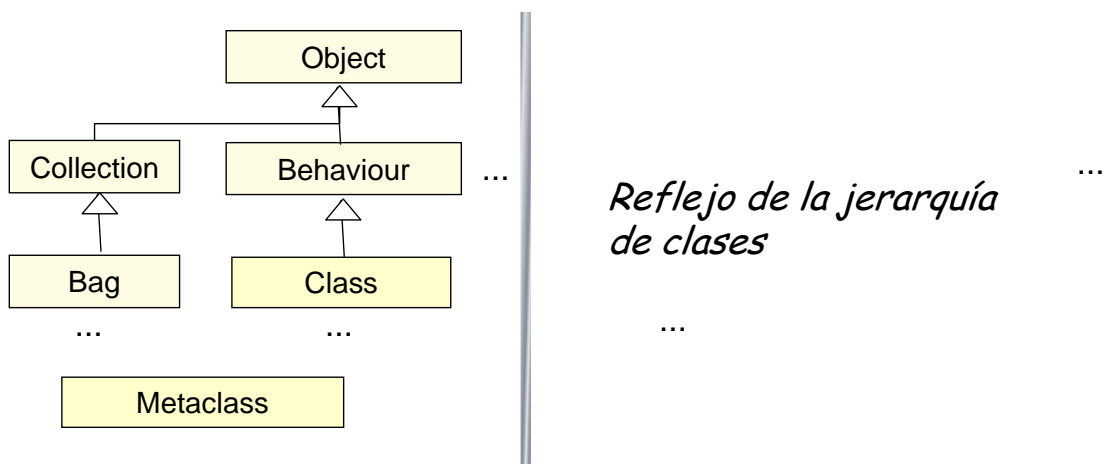 Object
Collection
Behaviour
...
...
Reflejo de la jerarquía
de clases
Bag
Class
...
...
...
Metaclass